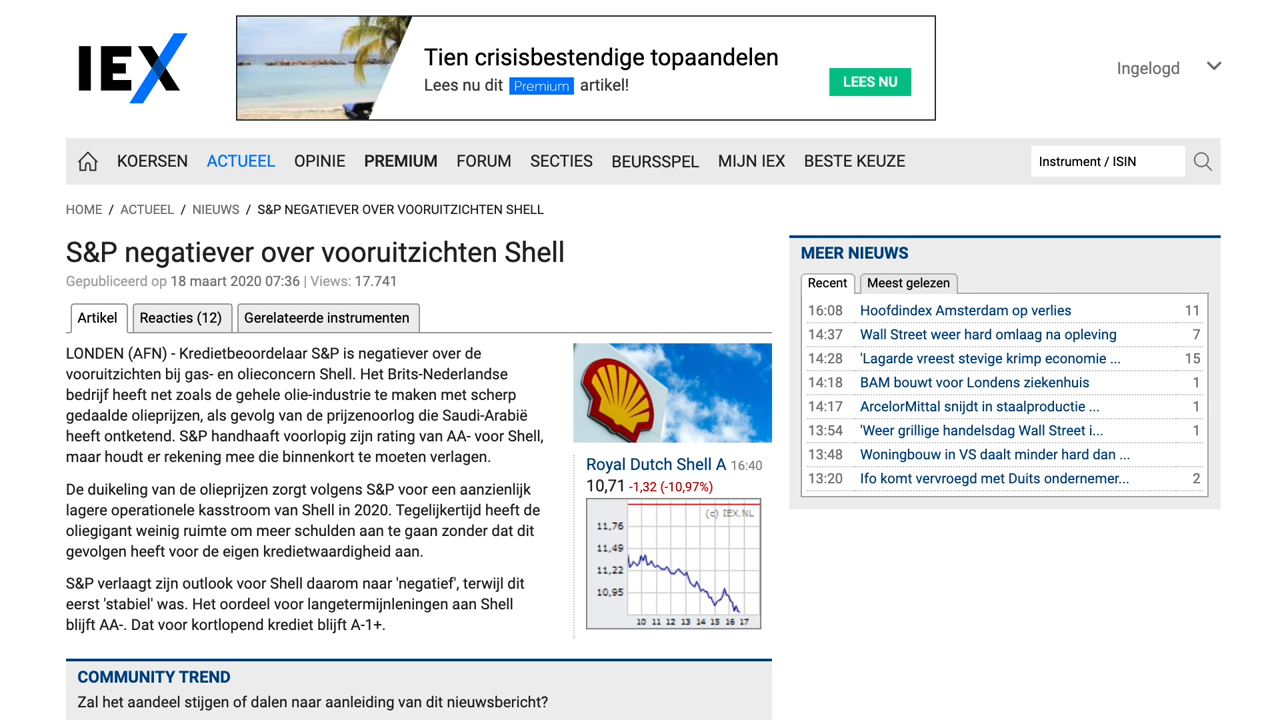 IEX
Tien crisisbestendige topaandelen
Lees nu dit Premium artikel!
LEES NU
Ingelogd
KOERSEN ACTUEEL OPINIE PREMIUM FORUM SECTIES BEURSSPEL MIJN IEX BESTE KEUZE
Instrument / ISIN
HOME / ACTUEEL / NIEUWS / S&P NEGATIEVER OVER VOORUITZICHTEN SHELL
S&P negatiever over vooruitzichten Shell
Gepubliceerd op 18 maart 2020 07:36 | Views: 17.741
Artikel Reacties (12) Gerelateerde instrumenten
LONDEN (AFN) - Kredietbeoordelaar S&P is negatiever over de
vooruitzichten bij gas- en olieconcern Shell. Het Brits-Nederlandse
bedrijf heeft net zoals de gehele olie-industrie te maken met scherp
gedaalde olieprijzen, als gevolg van de prijzenoorlog die Saudi-Arabië
heeft ontketend. S&P handhaaft voorlopig zijn rating van AA- voor Shell,
maar houdt er rekening mee die binnenkort te moeten verlagen.
De duikeling van de olieprijzen zorgt volgens S&P voor een aanzienlijk
lagere operationele kasstroom van Shell in 2020. Tegelijkertijd heeft de
oliegigant weinig ruimte om meer schulden aan te gaan zonder dat dit
gevolgen heeft voor de eigen kredietwaardigheid aan.
S&P verlaagt zijn outlook voor Shell daarom naar 'negatief', terwijl dit
eerst 'stabiel' was. Het oordeel voor langetermijnleningen aan Shell
blijft AA-. Dat voor kortlopend krediet blijft A-1+.
Royal Dutch Shell A 16:40
10,71 -1,32 (-10,97%)
(c) IEX.NL
11,76
11,49
11,22
10,95
10 11 12 13 14 15 16 17
COMMUNITY TREND
Zal het aandeel stijgen of dalen naar aanleiding van dit nieuwsbericht?
MEER NIEUWS
Recent Meest gelezen
16:08 Hoofdindex Amsterdam op verlies 11
14:37 Wall Street weer hard omlaag na opleving 7
14:28 'Lagarde vreest stevige krimp economie ... 15
14:18 BAM bouwt voor Londens ziekenhuis 1
14:17 ArcelorMittal snijdt in staalproductie ... 1
13:54 'Weer grillige handelsdag Wall Street i... 1
13:48 Woningbouw in VS daalt minder hard dan ...
13:20 Ifo komt vervroegd met Duits ondernemer... 2